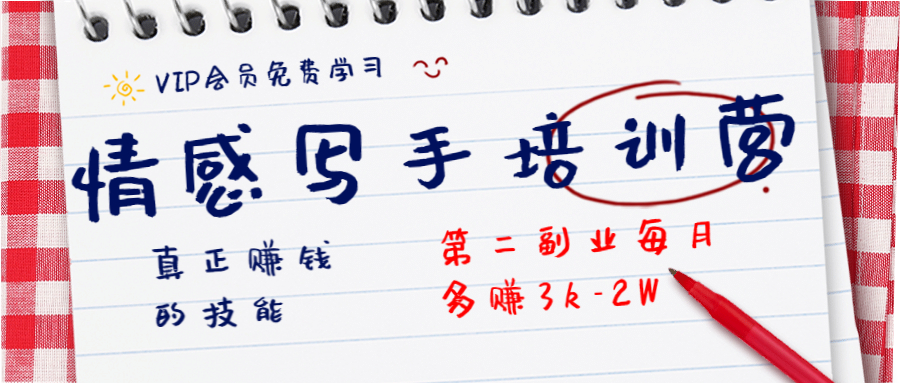 VIP会员免费学习
情感写手培训营
真正赚钱
的技能
第二副业每月
多赚3k-2W